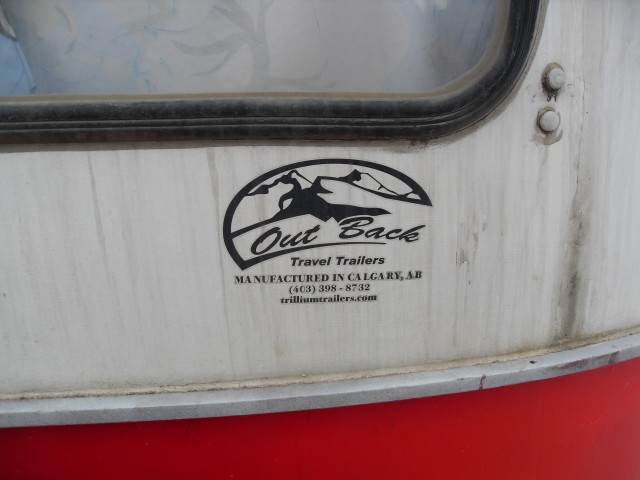 Out Back
Travel Trailers
MANUFACTURED IN CALGARY, AB
(403) 398 - 8732
trilliumtrailers.com